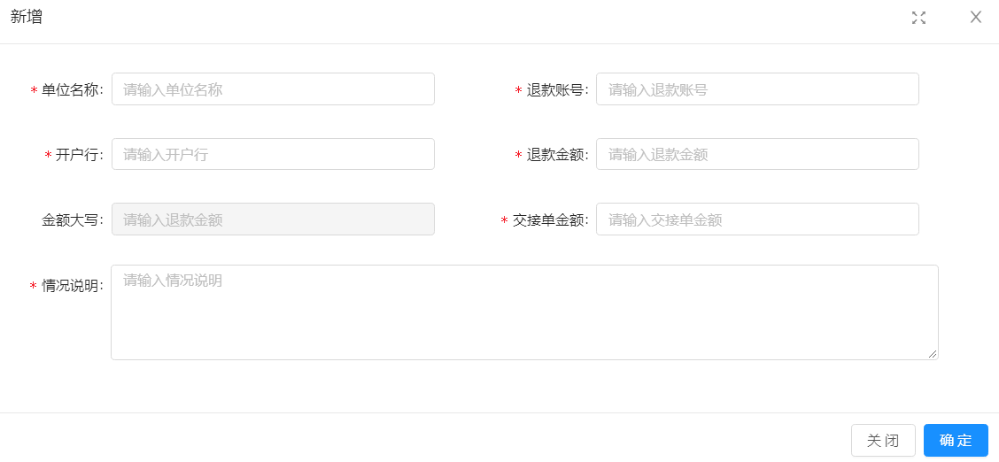 新增
* 单位名称: 请输入单位名称 * 退款账号: 请输入退款账号
* 开户行: 请输入开户行 * 退款金额: 请输入退款金额
金额大写: 请输入退款金额 * 交接单金额: 请输入交接单金额
* 情况说明: 请输入情况说明
关 闭 确 定